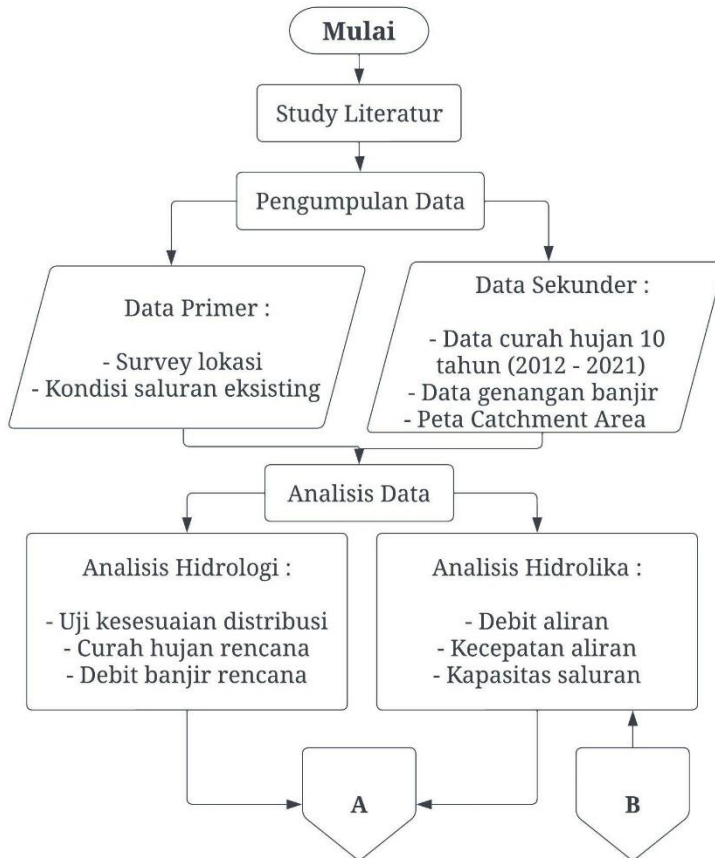 Mulai
Study Literatur
Pengumpulan Data
Data Primer :
- Survey lokasi
- Kondisi saluran eksisting
Data Sekunder :
- Data curah hujan 10
tahun (2012 - 2021)
- Data genangan banjir
- Peta Catchment Area
Analisis Data
Analisis Hidrologi :
- Uji kesesuaian distribusi
- Curah hujan rencana
- Debit banjir rencana
Analisis Hidrolika :
- Debit aliran
- Kecepatan aliran
- Kapasitas saluran
A
B